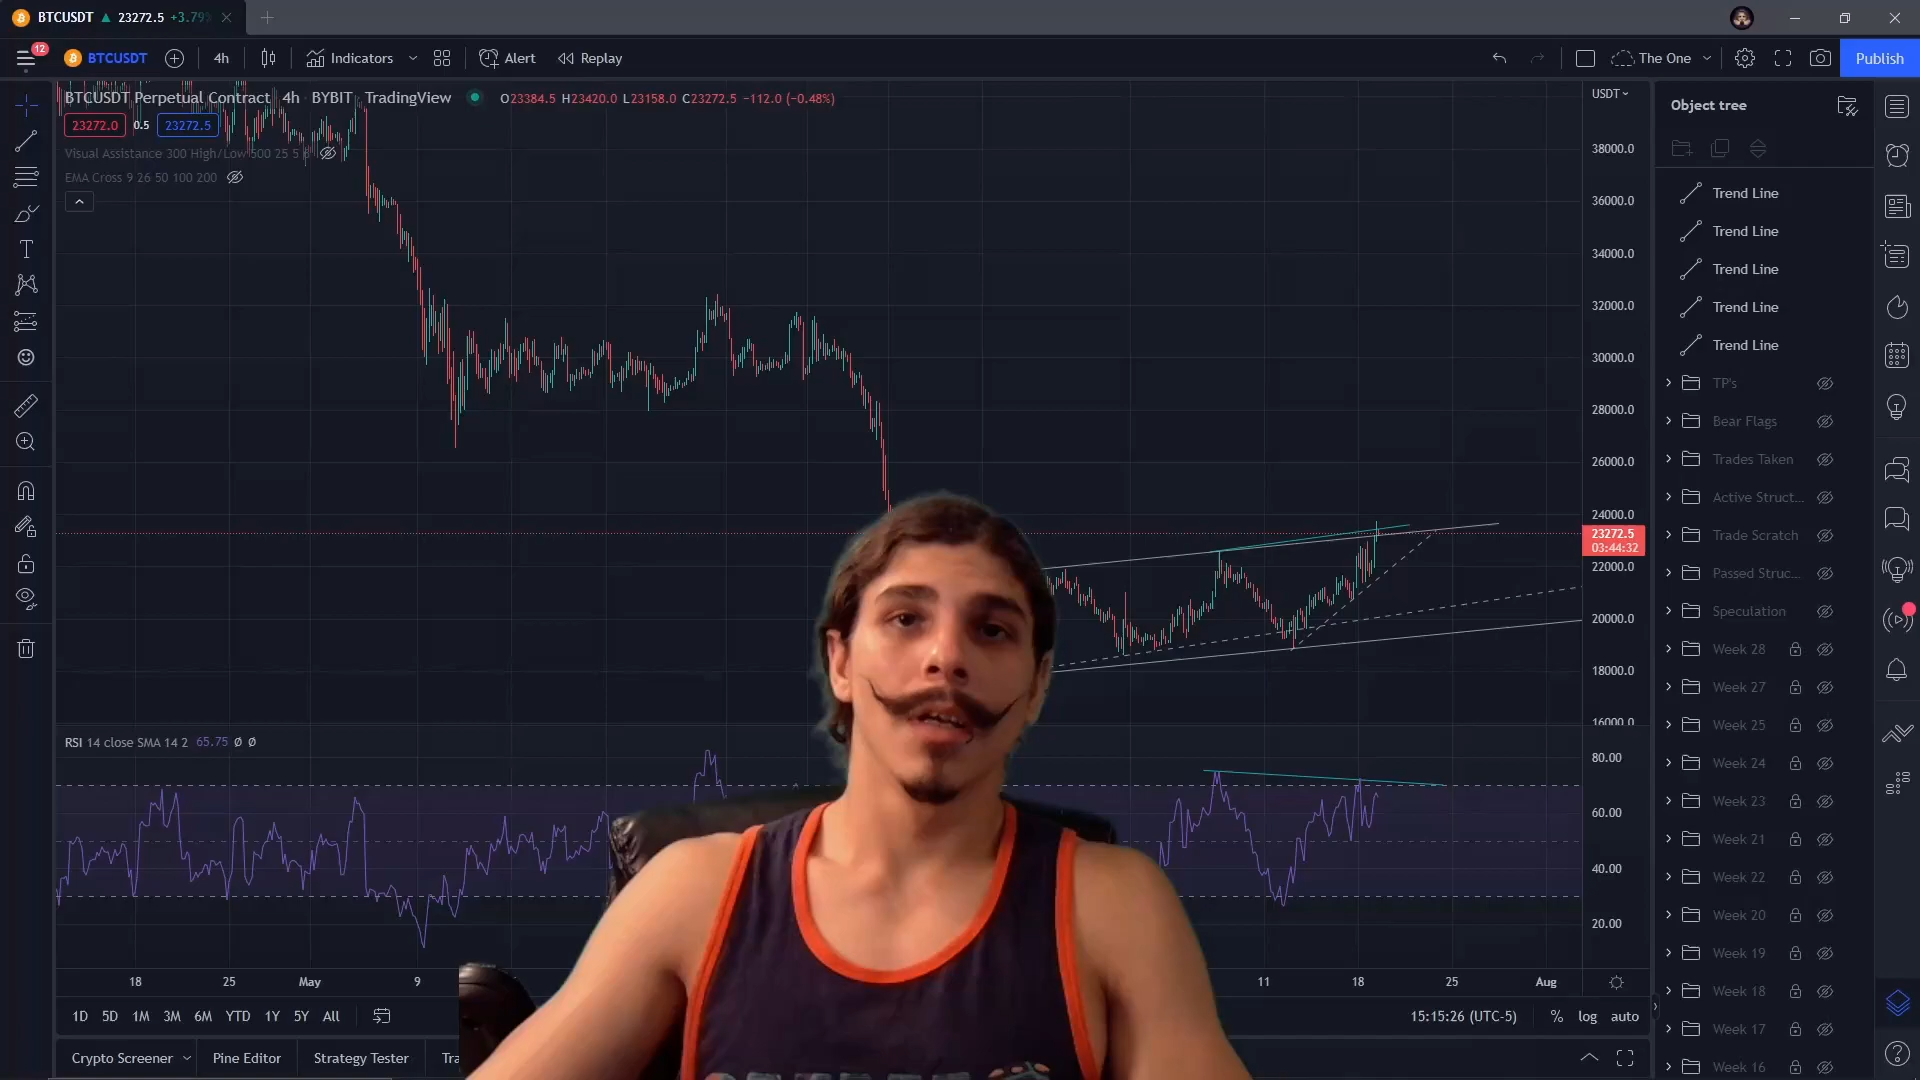 BTCUSDT ▲ 23272.5 +3.79%
12
BTCUSDT 4h Indicators Alert Replay The One Publish
BTCUSDT Perpetual Contract · 4h · BYBIT · TradingView O23384.5 H23420.0 L23158.0 C23272.5 −112.0 (−0.48%)
23272.0 0.5 23272.5
Visual Assistance 300 High/Low 500 25 5
EMA Cross 9 26 50 100 200
USDT
38000.0
36000.0
34000.0
32000.0
30000.0
28000.0
26000.0
24000.0
23272.5
03:44:32
22000.0
20000.0
18000.0
16000.0
RSI 14 close SMA 14 2 65.75 Ø Ø
80.00
60.00
40.00
20.00
18 25 May 9 11 18 25 Aug
1D 5D 1M 3M 6M YTD 1Y 5Y All 15:15:26 (UTC-5) % log auto
Crypto Screener Pine Editor Strategy Tester Tra
Object tree
Trend Line
Trend Line
Trend Line
Trend Line
Trend Line
TP's
Bear Flags
Trades Taken
Active Struct...
Trade Scratch
Passed Struc...
Speculation
Week 28
Week 27
Week 25
Week 24
Week 23
Week 21
Week 22
Week 20
Week 19
Week 18
Week 17
Week 16